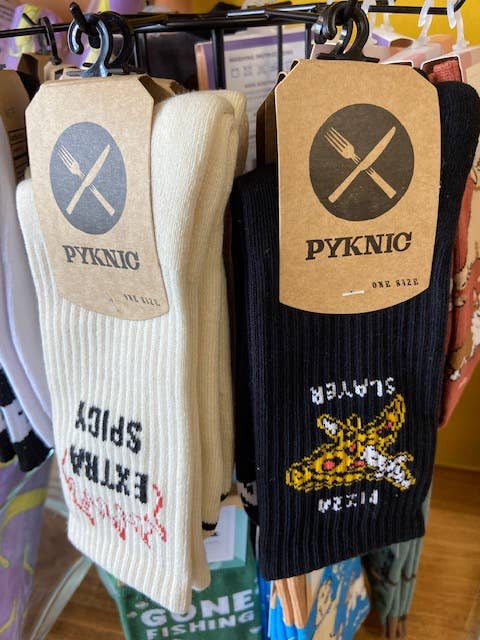 PYKNIC
ONE SIZE
EXTRA
SPICY
PYKNIC
ONE SIZE
PIZZA
SLAYER
GONE
FISHING